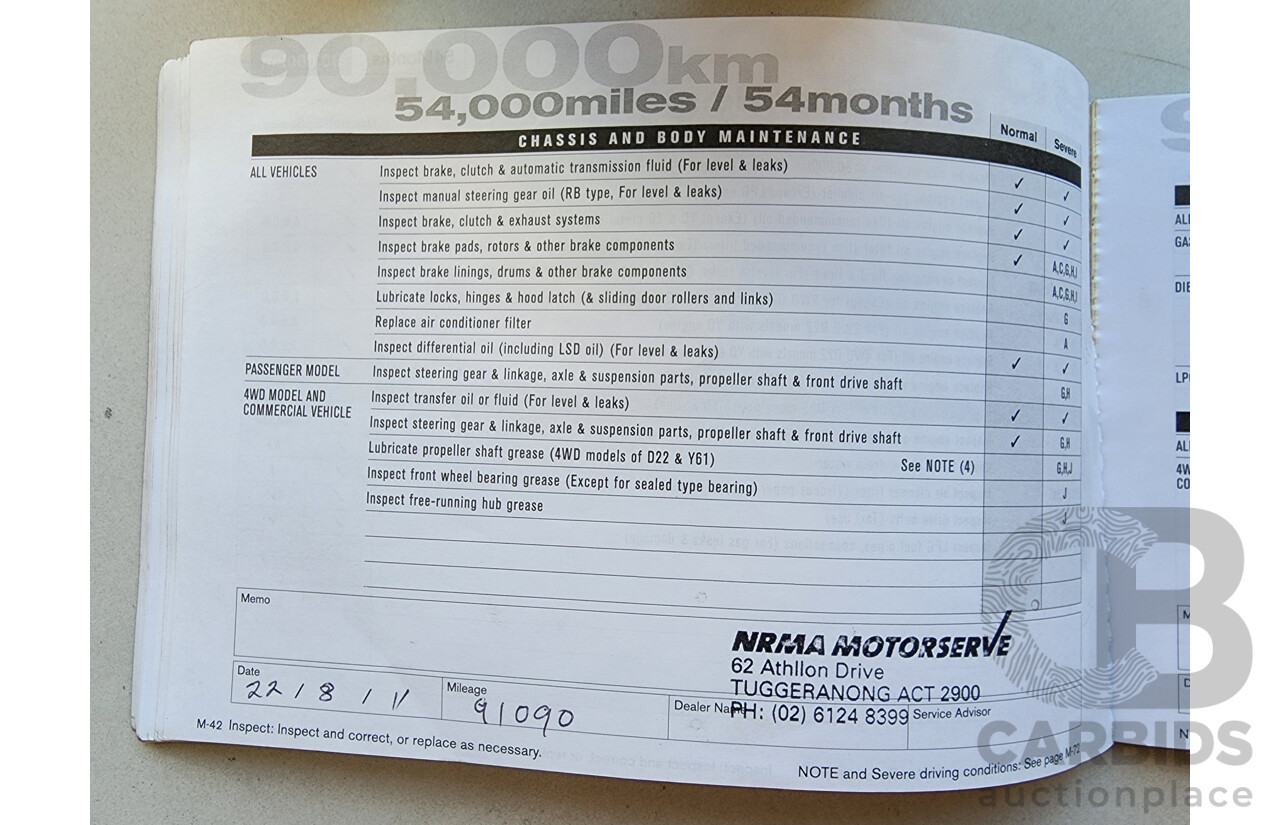 90,000km
54,000miles / 54months
CHASSIS AND BODY MAINTENANCE Normal Severe
ALL VEHICLES Inspect brake, clutch & automatic transmission fluid (For level & leaks) ✓ ✓
Inspect manual steering gear oil (RB type, For level & leaks) ✓ ✓
Inspect brake, clutch & exhaust systems ✓ ✓
Inspect brake pads, rotors & other brake components ✓ A,C,G,H,I
Inspect brake linings, drums & other brake components A,C,G,H,I
Lubricate locks, hinges & hood latch (& sliding door rollers and links) G
Replace air conditioner filter A
Inspect differential oil (including LSD oil) (For level & leaks) ✓ ✓
PASSENGER MODEL Inspect steering gear & linkage, axle & suspension parts, propeller shaft & front drive shaft G,H
4WD MODEL AND
COMMERCIAL VEHICLE
Inspect transfer oil or fluid (For level & leaks) ✓ ✓
Inspect steering gear & linkage, axle & suspension parts, propeller shaft & front drive shaft ✓ G,H
Lubricate propeller shaft grease (4WD models of D22 & Y61) See NOTE (4) G,H,J
Inspect front wheel bearing grease (Except for sealed type bearing) J
Inspect free-running hub grease J
Memo
NRMA MOTORSERVE
62 Athllon Drive
TUGGERANONG ACT 2900
PH: (02) 6124 8399
Date 22 / 8 / 11
Mileage 91090
Dealer Name
Service Advisor
M-42 Inspect: Inspect and correct, or replace as necessary.
NOTE and Severe driving conditions: See page M-72
CB
CARBIDS
auctionplace